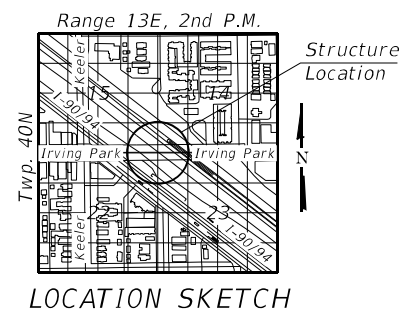 Range 13E, 2nd P.M.
Structure
Location
Keeler
I-90/94
15
14
Twp. 40N
Irving Park
Irving Park
N
22
23
Keeler
I-90/94
LOCATION SKETCH